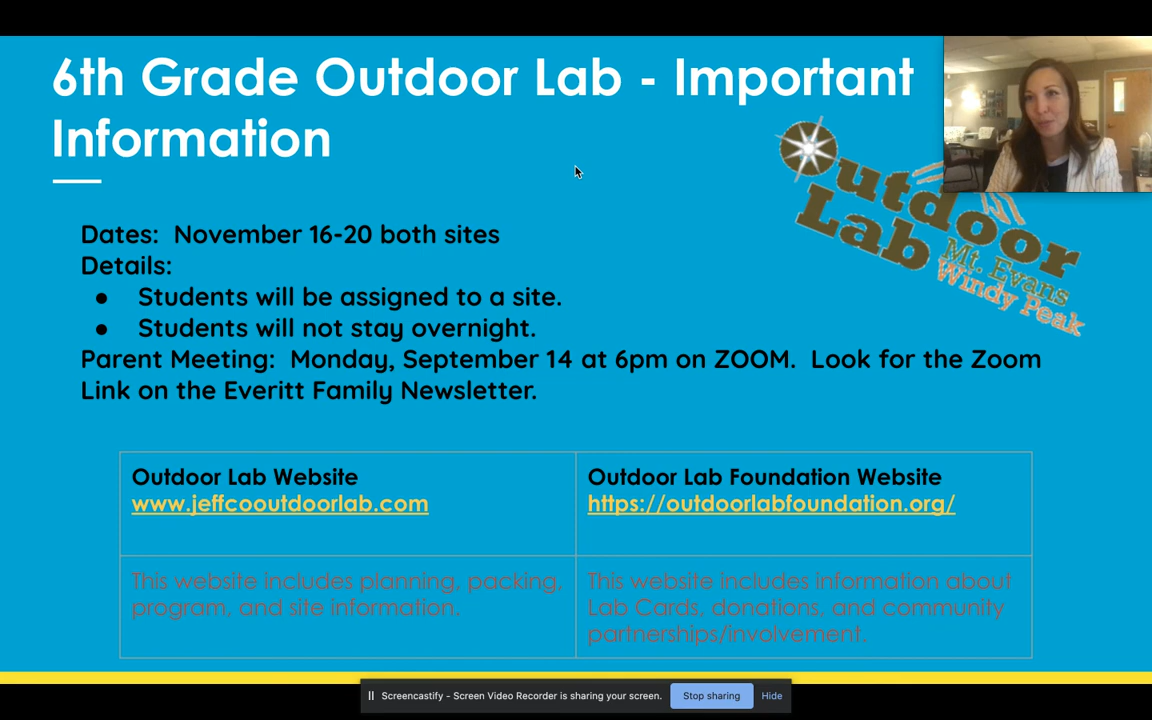 6th Grade Outdoor Lab - Important
Information
Outdoor
Lab
Mt. Evans
Windy Peak
Dates:  November 16-20 both sites
Details:
● Students will be assigned to a site.
● Students will not stay overnight.
Parent Meeting:  Monday, September 14 at 6pm on ZOOM.  Look for the Zoom
Link on the Everitt Family Newsletter.
Outdoor Lab Website
www.jeffcooutdoorlab.com
Outdoor Lab Foundation Website
https://outdoorlabfoundation.org/
This website includes planning, packing,
program, and site information.
This website includes information about
Lab Cards, donations, and community
partnerships/involvement.
Screencastify - Screen Video Recorder is sharing your screen. Stop sharing Hide